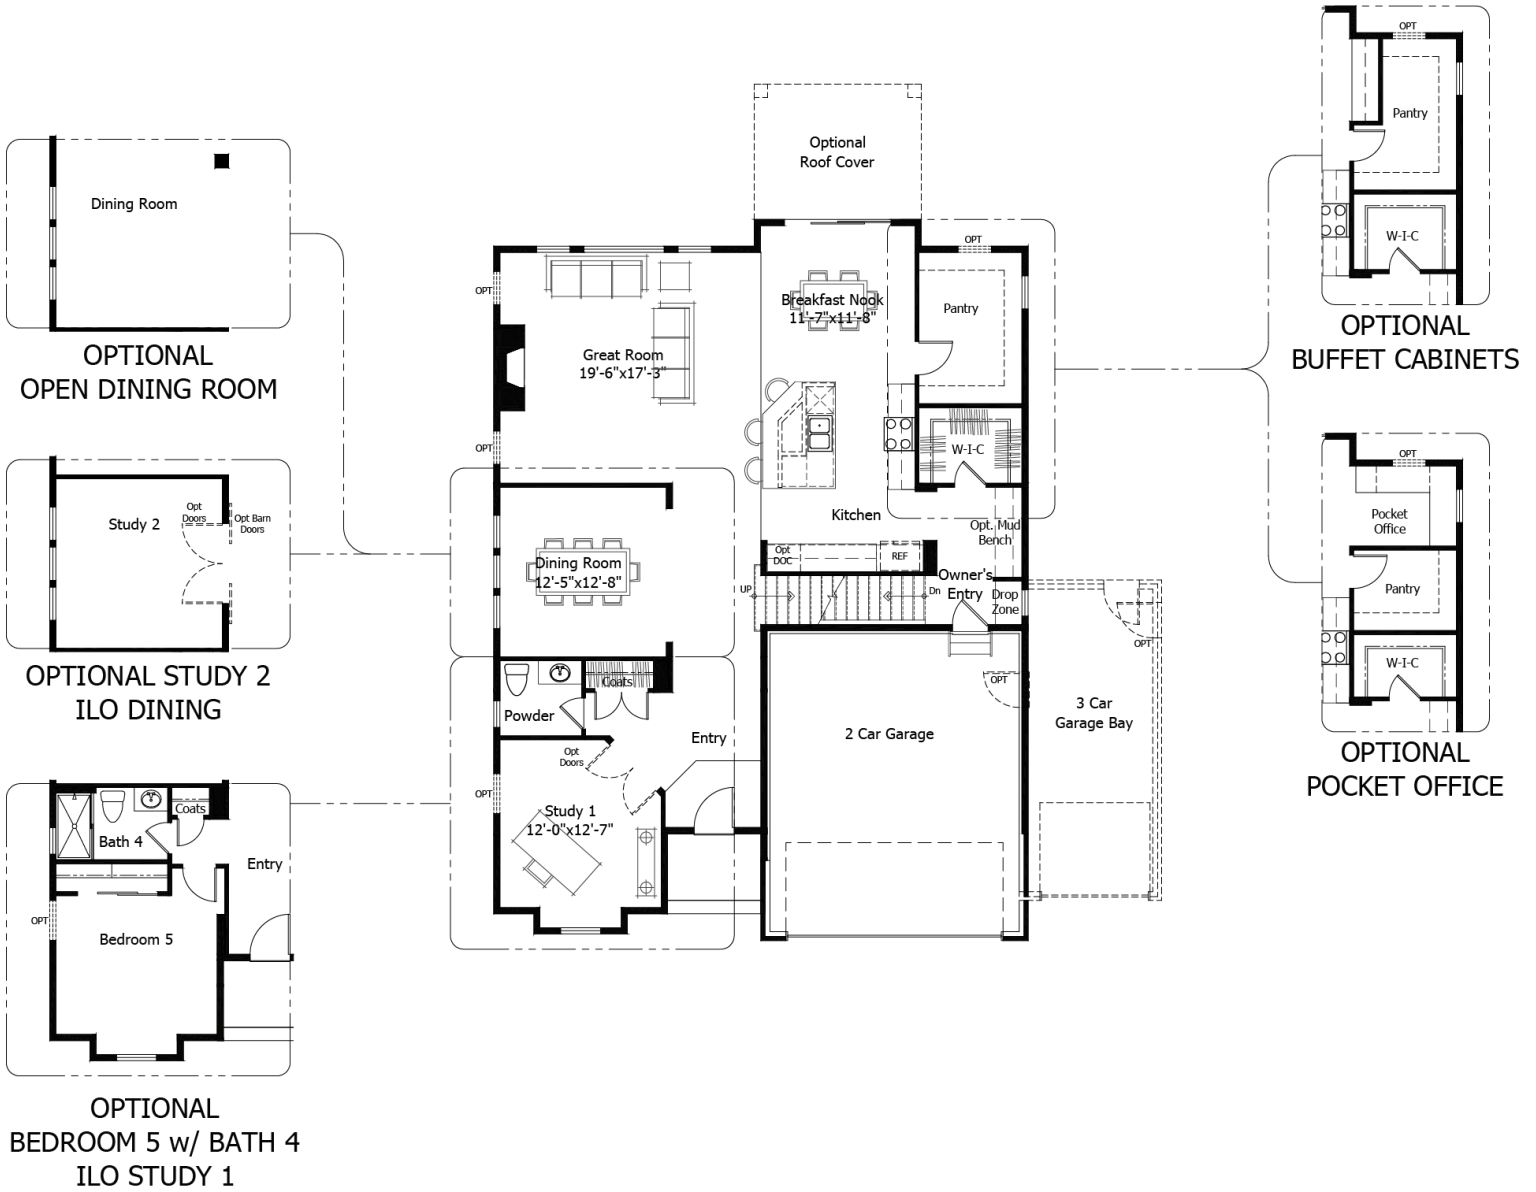 Dining Room
OPTIONAL
OPEN DINING ROOM
Study 2
Opt
Doors
Opt Barn
Doors
OPTIONAL STUDY 2
ILO DINING
Coats
Bath 4
Entry
OPT
Bedroom 5
OPTIONAL
BEDROOM 5 w/ BATH 4
ILO STUDY 1
Optional
Roof Cover
OPT
OPT
Breakfast Nook
11'-7"x11'-8"
Pantry
Great Room
19'-6"x17'-3"
OPT
W-I-C
Kitchen
Opt. Mud
Bench
Opt
DOC
REF
Dining Room
12'-5"x12'-8"
Owner's
Entry
UP
Dn
Drop
Zone
OPT
OPT
Coats
Powder
3 Car
Garage Bay
2 Car Garage
Entry
Opt
Doors
OPT
Study 1
12'-0"x12'-7"
OPT
Pantry
W-I-C
OPTIONAL
BUFFET CABINETS
OPT
Pocket
Office
Pantry
W-I-C
OPTIONAL
POCKET OFFICE